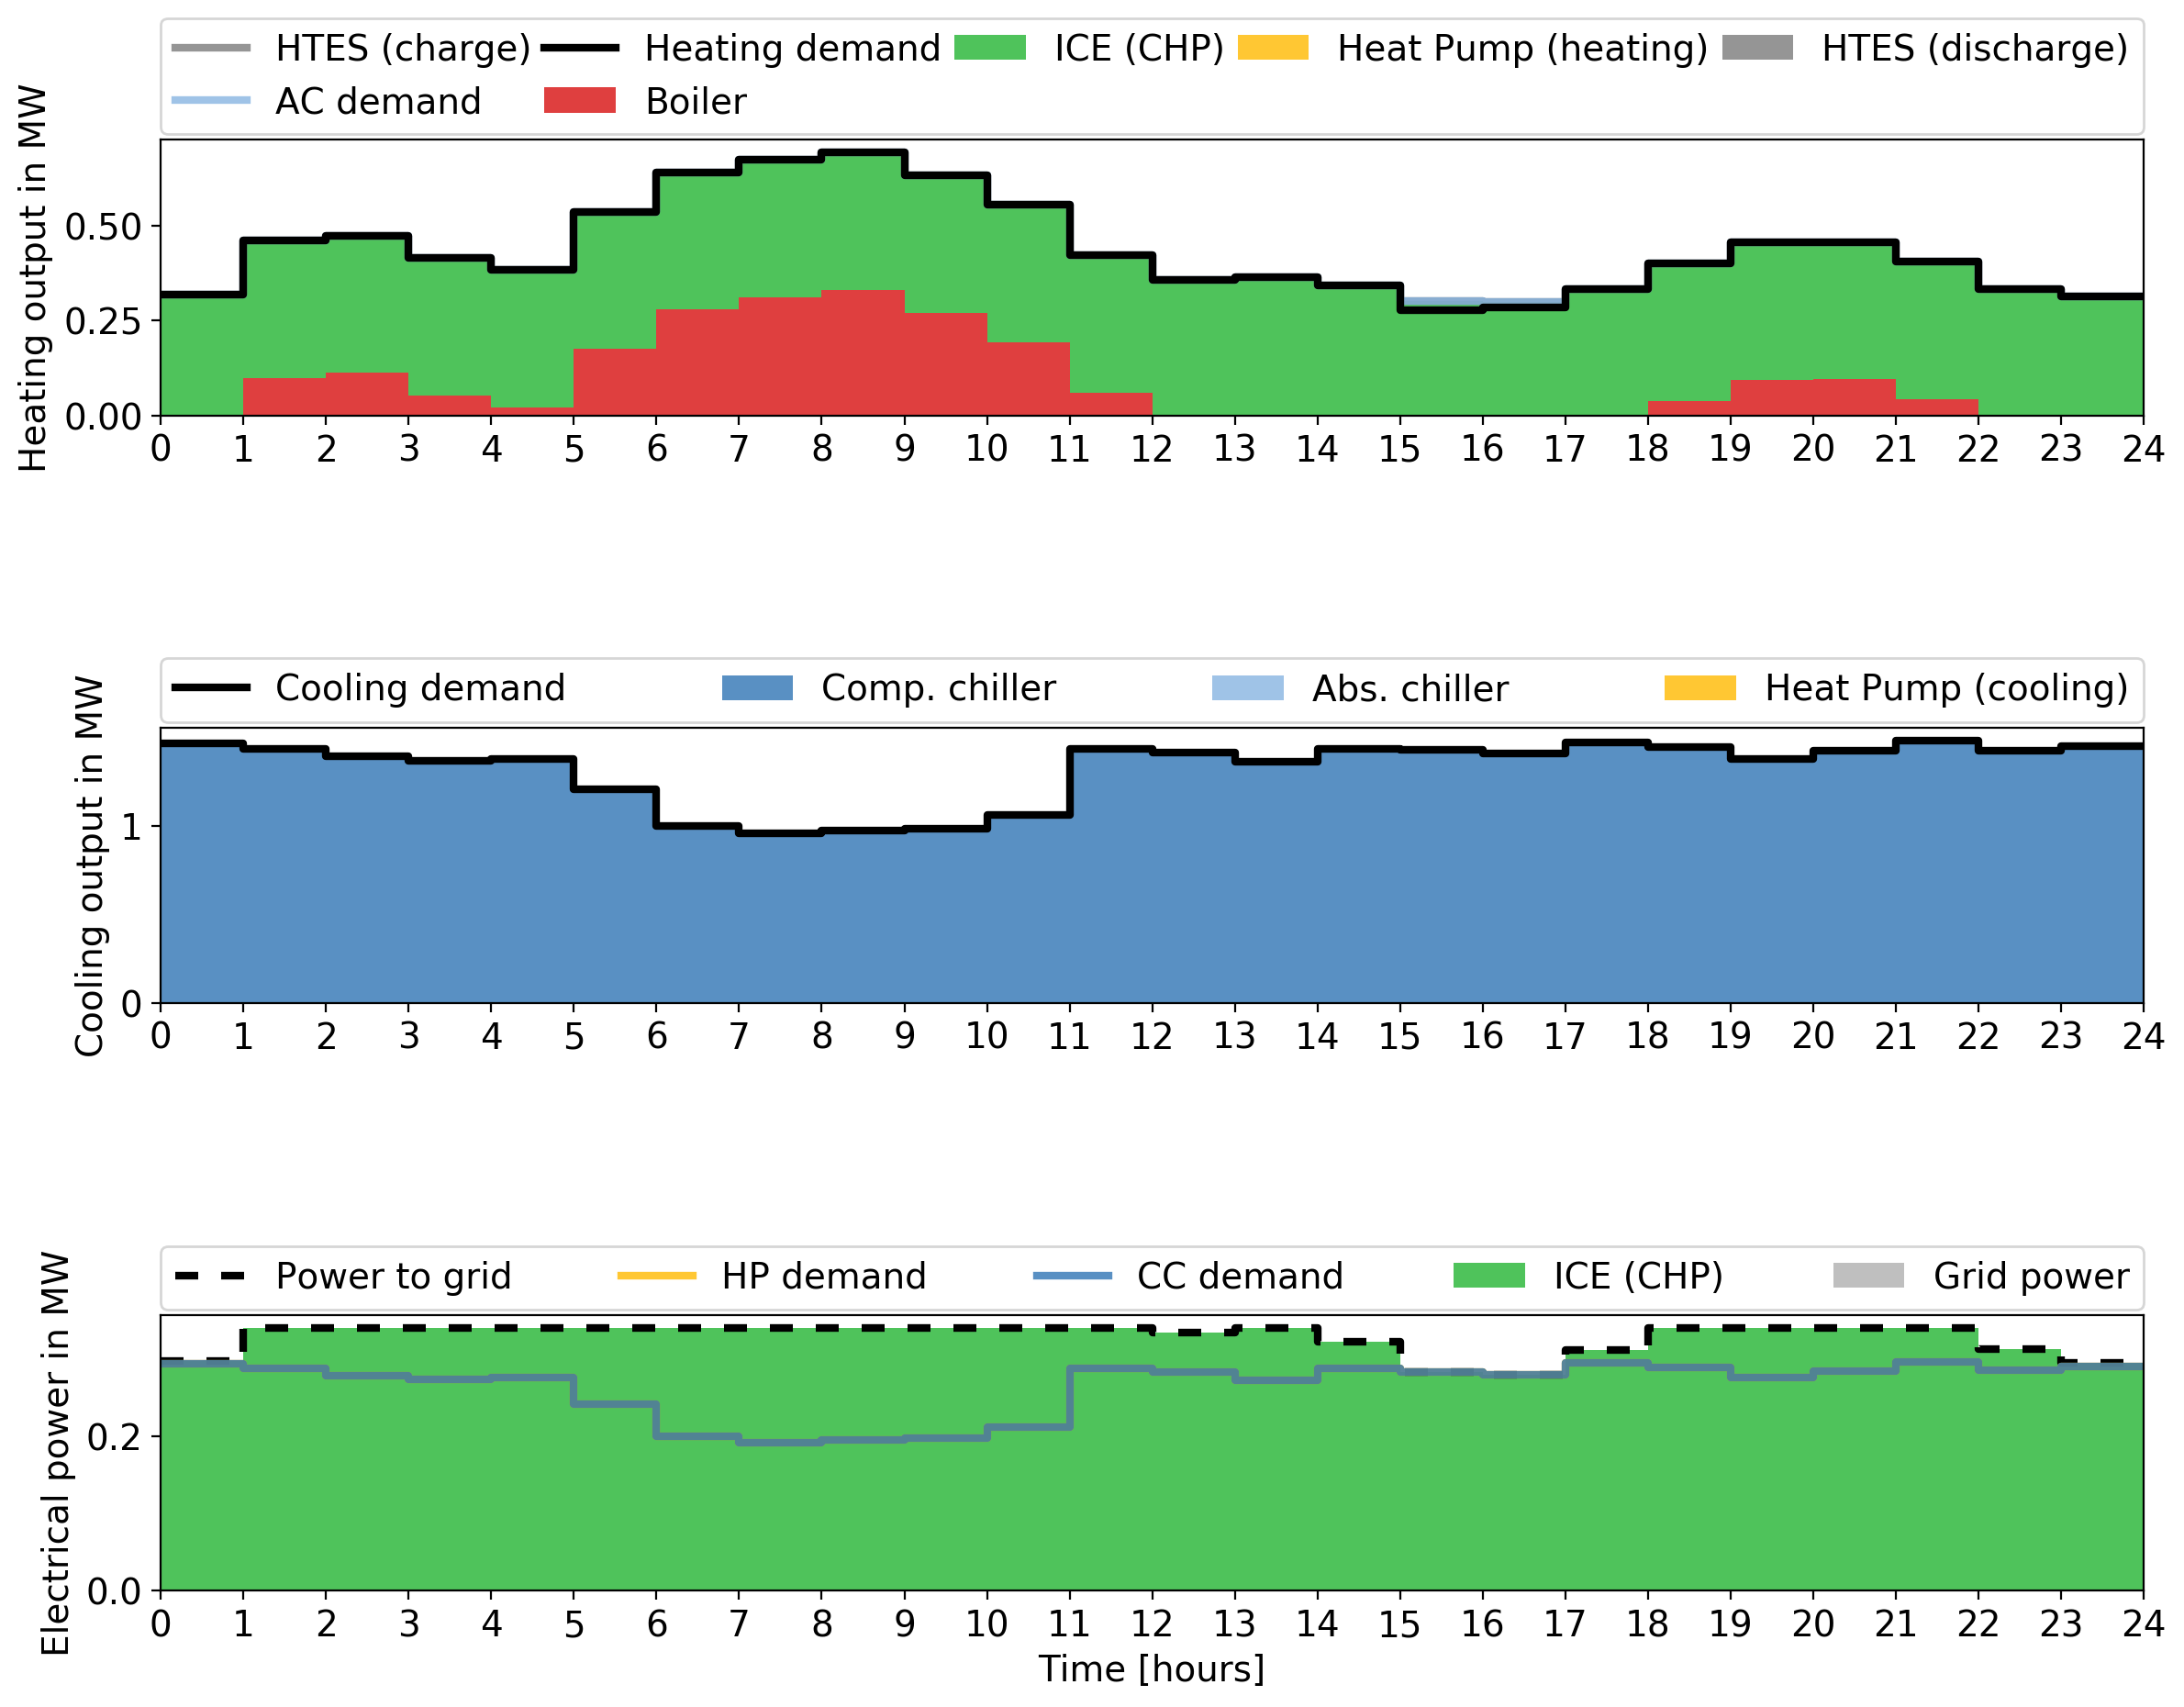 HTES (charge) Heating demand ICE (CHP) Heat Pump (heating) HTES (discharge)
AC demand Boiler
Heating output in MW
0.50
0.25
0.00
0 1 2 3 4 5 6 7 8 9 10 11 12 13 14 15 16 17 18 19 20 21 22 23 24
Cooling demand Comp. chiller Abs. chiller Heat Pump (cooling)
Cooling output in MW
1
0
0 1 2 3 4 5 6 7 8 9 10 11 12 13 14 15 16 17 18 19 20 21 22 23 24
Power to grid HP demand CC demand ICE (CHP) Grid power
Electrical power in MW
0.2
0.0
0 1 2 3 4 5 6 7 8 9 10 11 12 13 14 15 16 17 18 19 20 21 22 23 24
Time [hours]